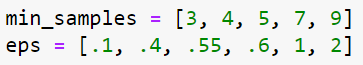 min_samples = [3, 4, 5, 7, 9]
eps = [.1, .4, .55, .6, 1, 2]